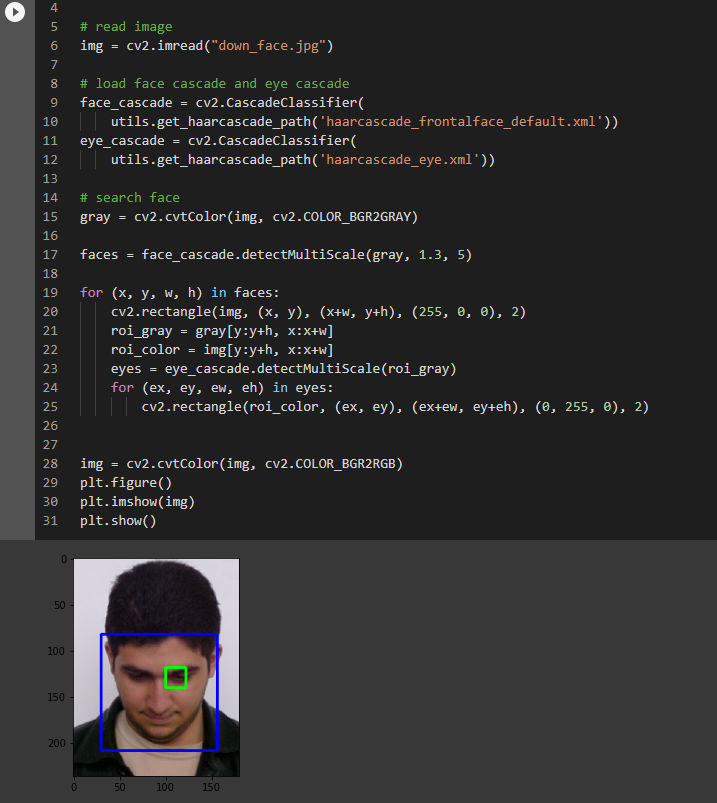 4
5 # read image
6 img = cv2.imread("down_face.jpg")
7
8 # load face cascade and eye cascade
9 face_cascade = cv2.CascadeClassifier(
10     utils.get_haarcascade_path('haarcascade_frontalface_default.xml'))
11 eye_cascade = cv2.CascadeClassifier(
12     utils.get_haarcascade_path('haarcascade_eye.xml'))
13
14 # search face
15 gray = cv2.cvtColor(img, cv2.COLOR_BGR2GRAY)
16
17 faces = face_cascade.detectMultiScale(gray, 1.3, 5)
18
19 for (x, y, w, h) in faces:
20     cv2.rectangle(img, (x, y), (x+w, y+h), (255, 0, 0), 2)
21     roi_gray = gray[y:y+h, x:x+w]
22     roi_color = img[y:y+h, x:x+w]
23     eyes = eye_cascade.detectMultiScale(roi_gray)
24     for (ex, ey, ew, eh) in eyes:
25         cv2.rectangle(roi_color, (ex, ey), (ex+ew, ey+eh), (0, 255, 0), 2)
26
27
28 img = cv2.cvtColor(img, cv2.COLOR_BGR2RGB)
29 plt.figure()
30 plt.imshow(img)
31 plt.show()
0
50
100
150
200
0 50 100 150